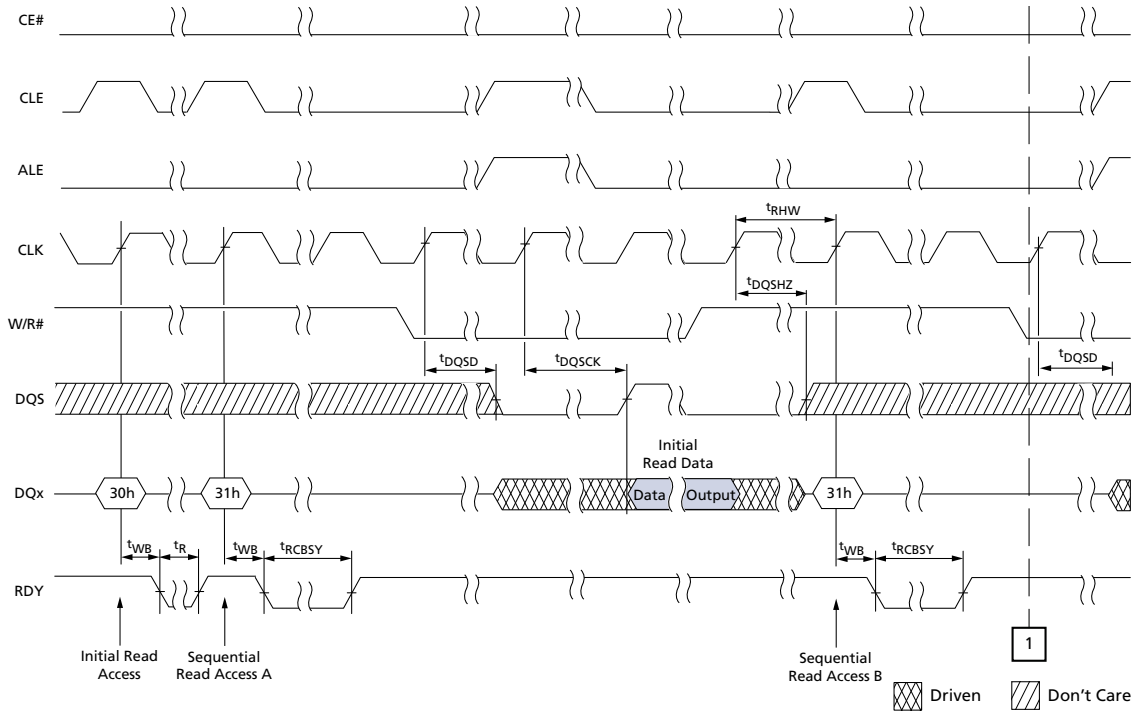 CE#
CLE
ALE
CLK
tRHW
tDQSHZ
W/R#
tDQSD
tDQSCK
tDQSD
DQS
Initial
Read Data
DQx
30h
31h
Data
Output
31h
tWB
tR
tWB
tRCBSY
tWB
tRCBSY
RDY
Initial Read
Access
Sequential
Read Access A
Sequential
Read Access B
1
Driven
Don't Care